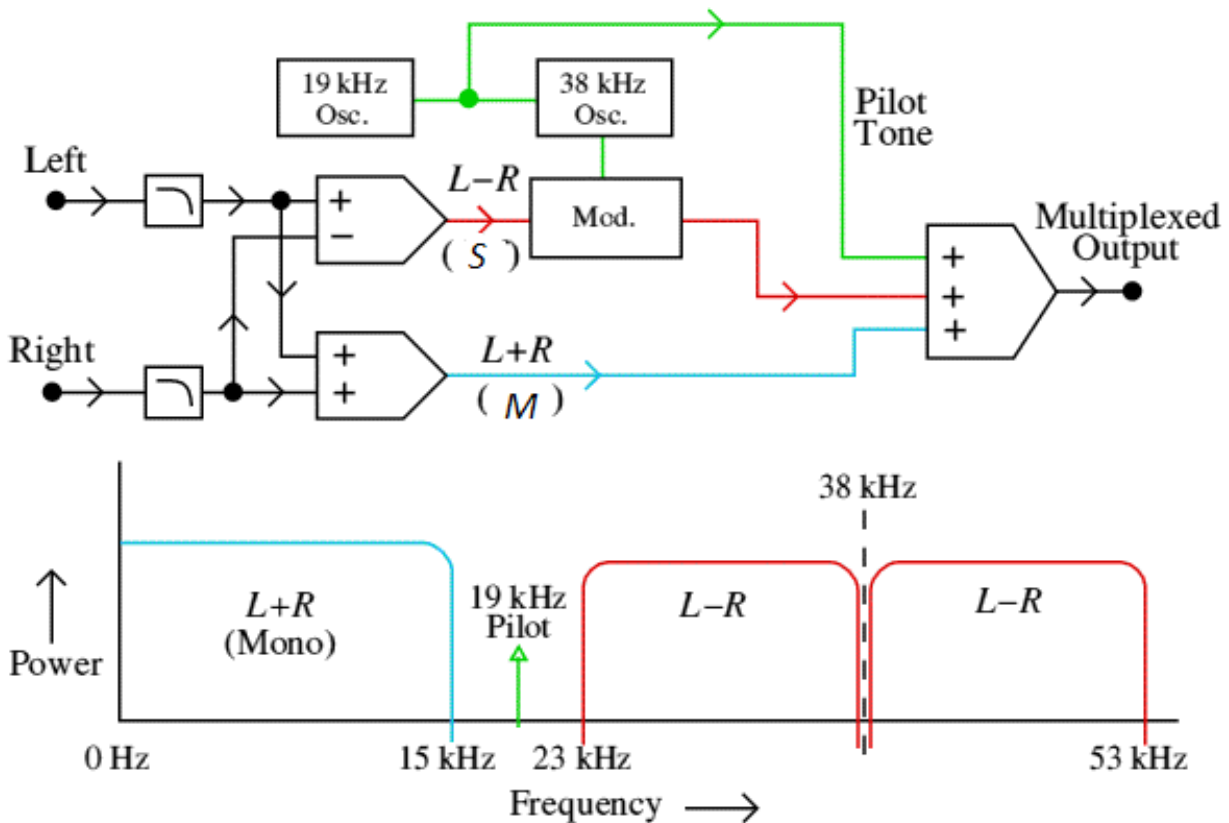 19 kHz
Osc.
38 kHz
Osc.
Pilot
Tone
Left
+
−
L−R
( S )
Mod.
Multiplexed
Output
+
+
+
Right
+
+
L+R
( M )
38 kHz
L+R
(Mono)
19 kHz
Pilot
L−R
L−R
Power
0 Hz
15 kHz
23 kHz
53 kHz
Frequency